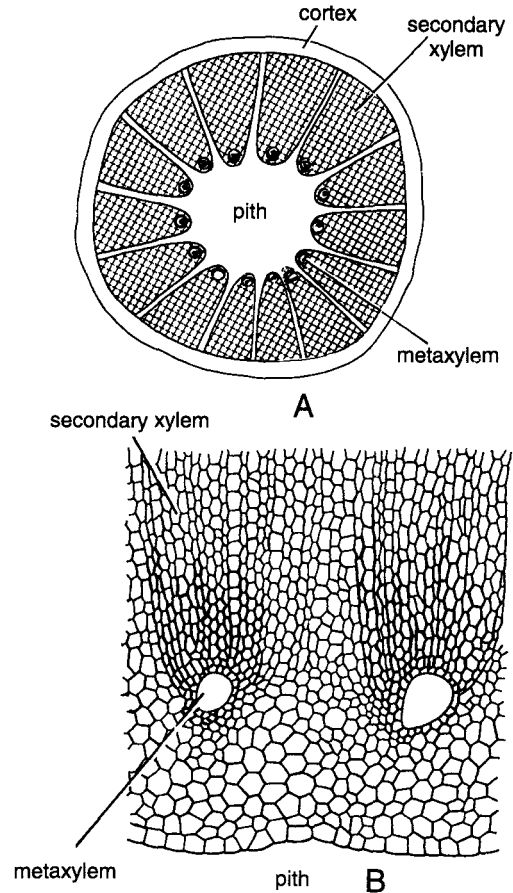 cortex
secondary
xylem
pith
metaxylem
A
secondary xylem
metaxylem
pith
B